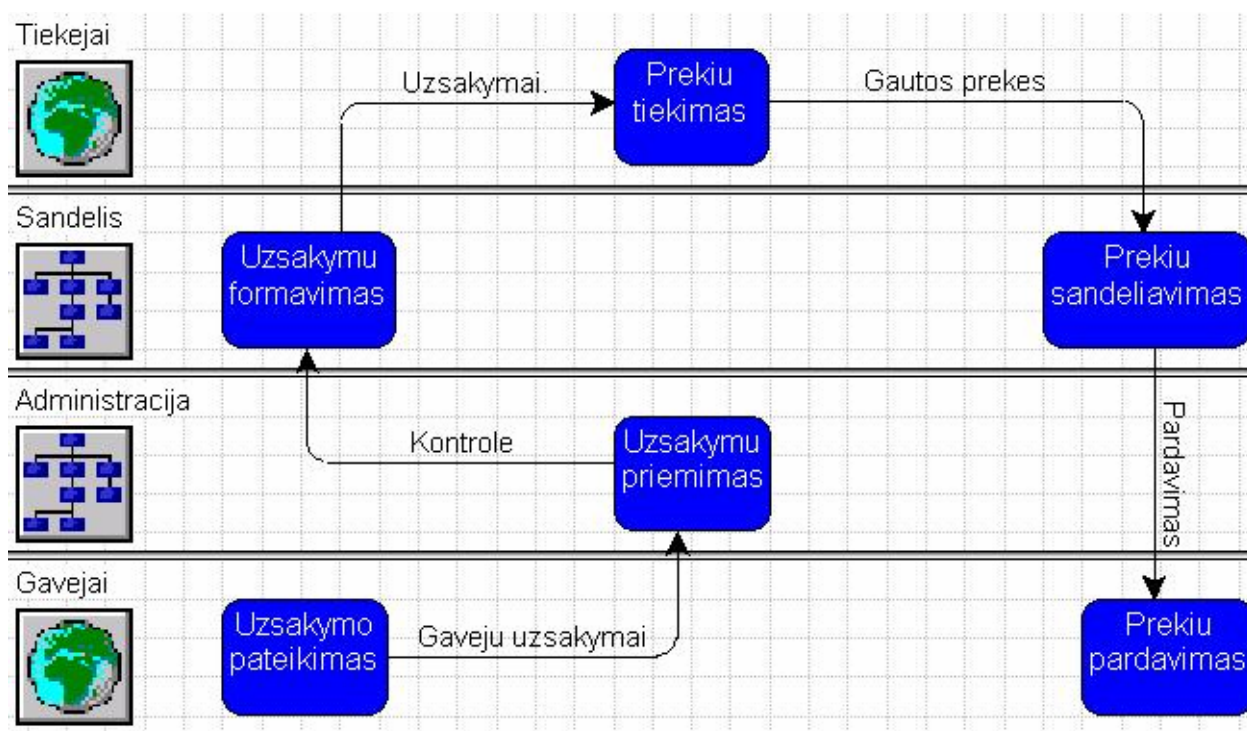 Tiekejai
Uzsakymai.
Prekiu
tiekimas
Gautos prekes
Sandelis
Uzsakymu
formavimas
Prekiu
sandeliavimas
Administracija
Kontrole
Uzsakymu
priemimas
Pardavimas
Gavejai
Uzsakymo
pateikimas
Gaveju uzsakymai
Prekiu
pardavimas